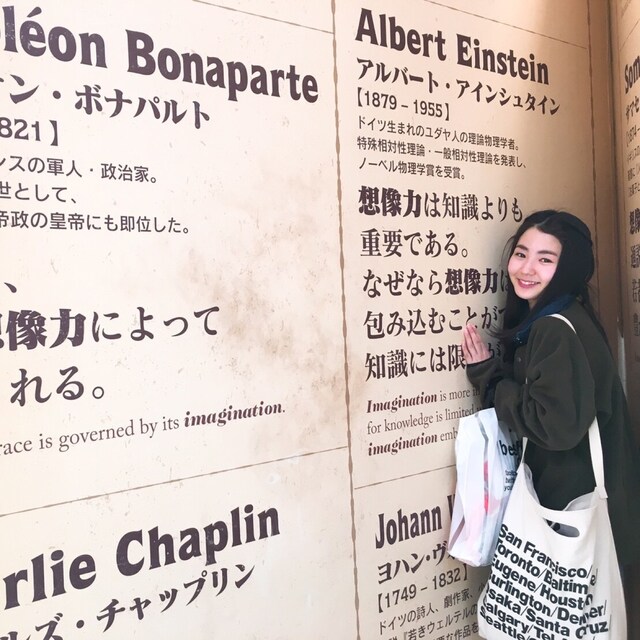 léon Bonaparte
オン・ボナパルト
821】
ンスの軍人・政治家。
世として、
帝政の皇帝にも即位した。
、
想像力によって
れる。
race is governed by its imagination.
rlie Chaplin
ルズ・チャップリン
Albert Einstein
アルバート・アインシュタイン
【1879 – 1955】
ドイツ生まれのユダヤ人の理論物理学者。
特殊相対性理論・一般相対性理論を発表し、
ノーベル物理学賞を受賞。
想像力は知識よりも
重要である。
なぜなら想像力は
包み込むことが
知識には限
Imagination is more
for knowledge is limited
imagination
Johann
ヨハン・ヴ
【1749 – 1832】
ドイツの詩人、劇作家、
San Francisco/
Toronto/Baltim
Eugene/Houston
Burlington/Denver/
Osaka/Santa Cruz
Calgary/
Seattle/